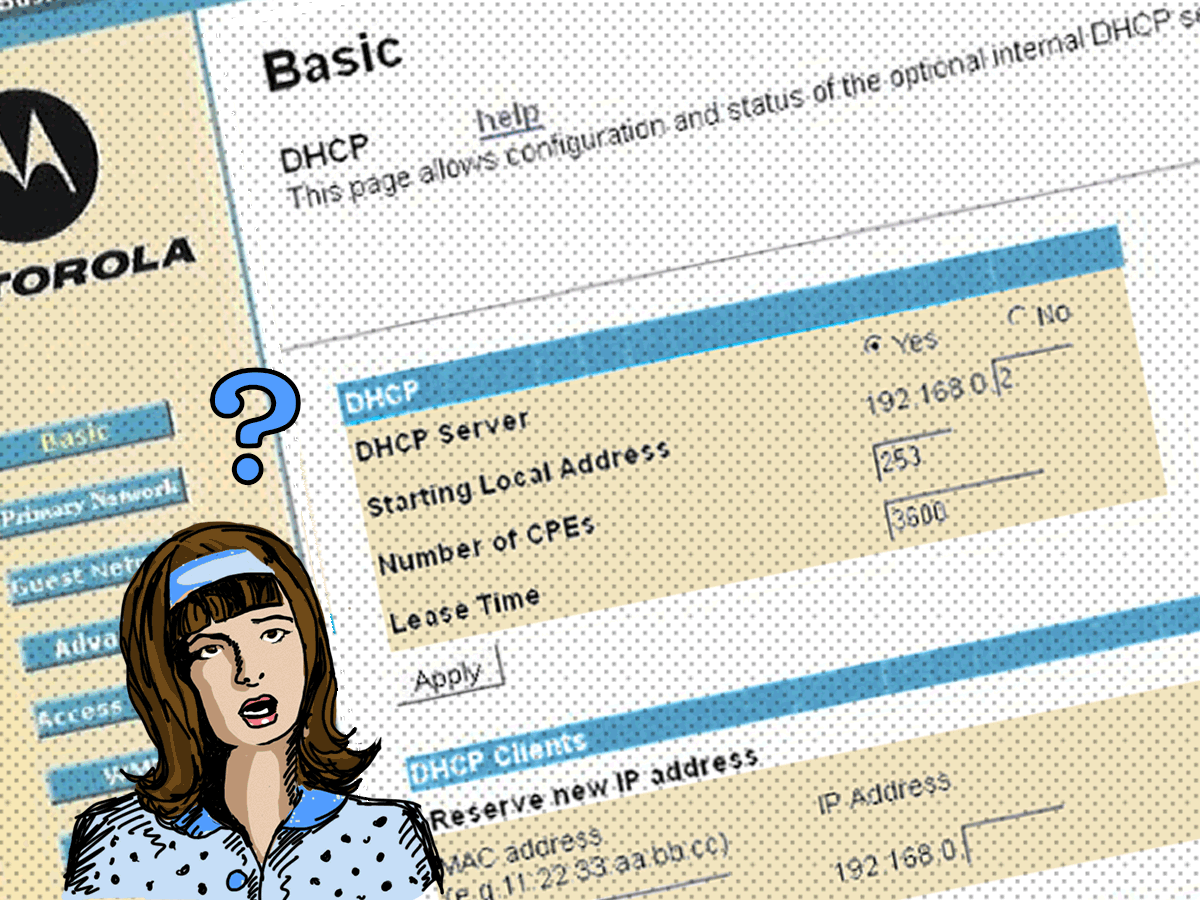 Basic
DHCP help
This page allows configuration and status of the optional internal DHCP
TOROLA
Basic
Primary Network
Guest Netw
Adva
Access
DHCP
DHCP Server Yes No
Starting Local Address 192.168.0.2
Number of CPEs 253
Lease Time 3600
Apply
DHCP Clients
Reserve new IP address
MAC address IP Address
(e.g.11:22:33:aa:bb:cc) 192.168.0.
?